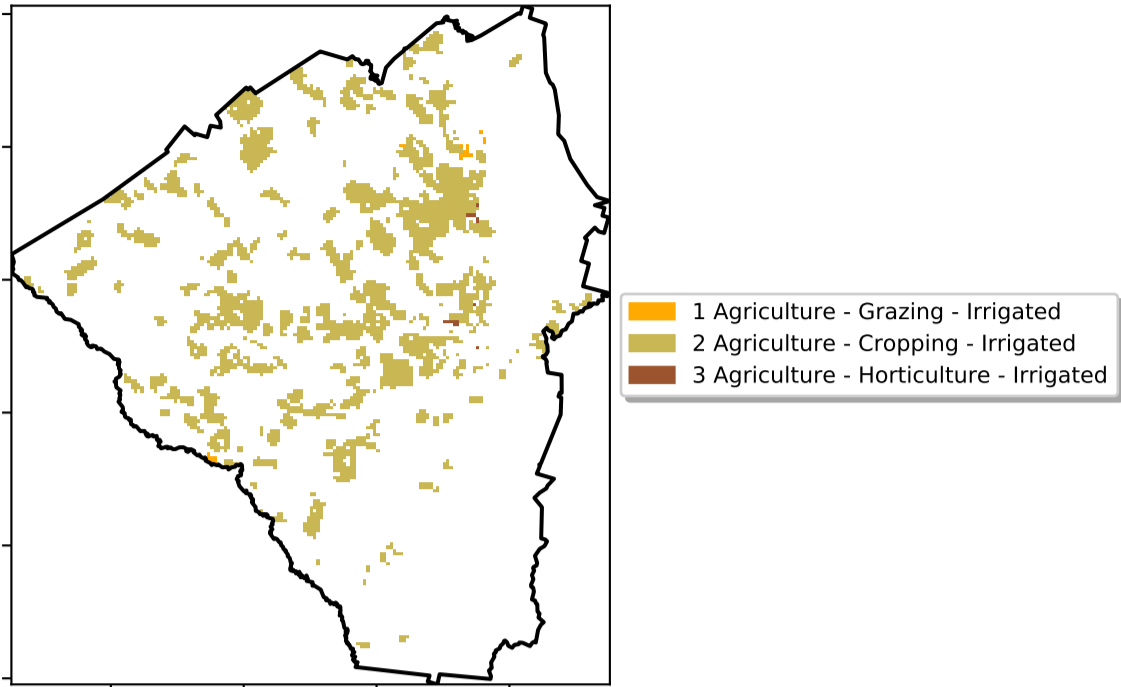 1 Agriculture - Grazing - Irrigated
2 Agriculture - Cropping - Irrigated
3 Agriculture - Horticulture - Irrigated